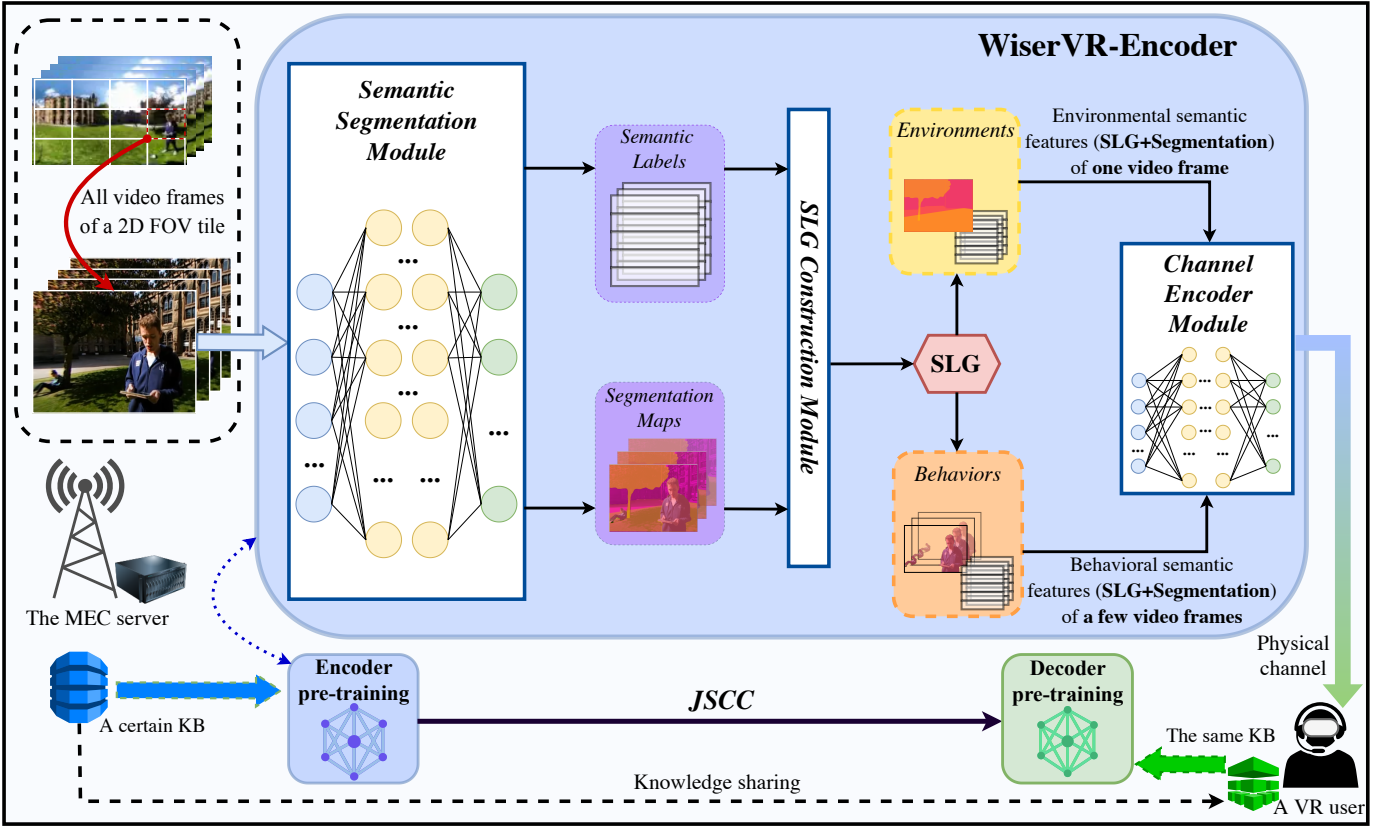 WiserVR-Encoder
All video frames
of a 2D FOV tile
Semantic
Segmentation
Module
...
...
...
...
...
... ...
Semantic
Labels
Segmentation
Maps
SLG Construction Module
SLG
Environments
Behaviors
Environmental semantic
features (SLG+Segmentation)
of one video frame
Channel
Encoder
Module
...
...
...
...
...
...
Behavioral semantic
features (SLG+Segmentation)
of a few video frames
The MEC server
A certain KB
Encoder
pre-training
JSCC
Decoder
pre-training
Physical
channel
The same KB
Knowledge sharing
A VR user